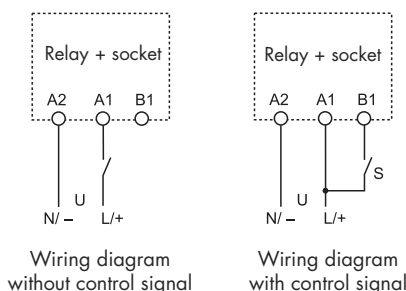 Relay + socket
A2 A1 B1
U
N/ – L/+
Wiring diagram
without control signal
Relay + socket
A2 A1 B1
S
U
N/ – L/+
Wiring diagram
with control signal